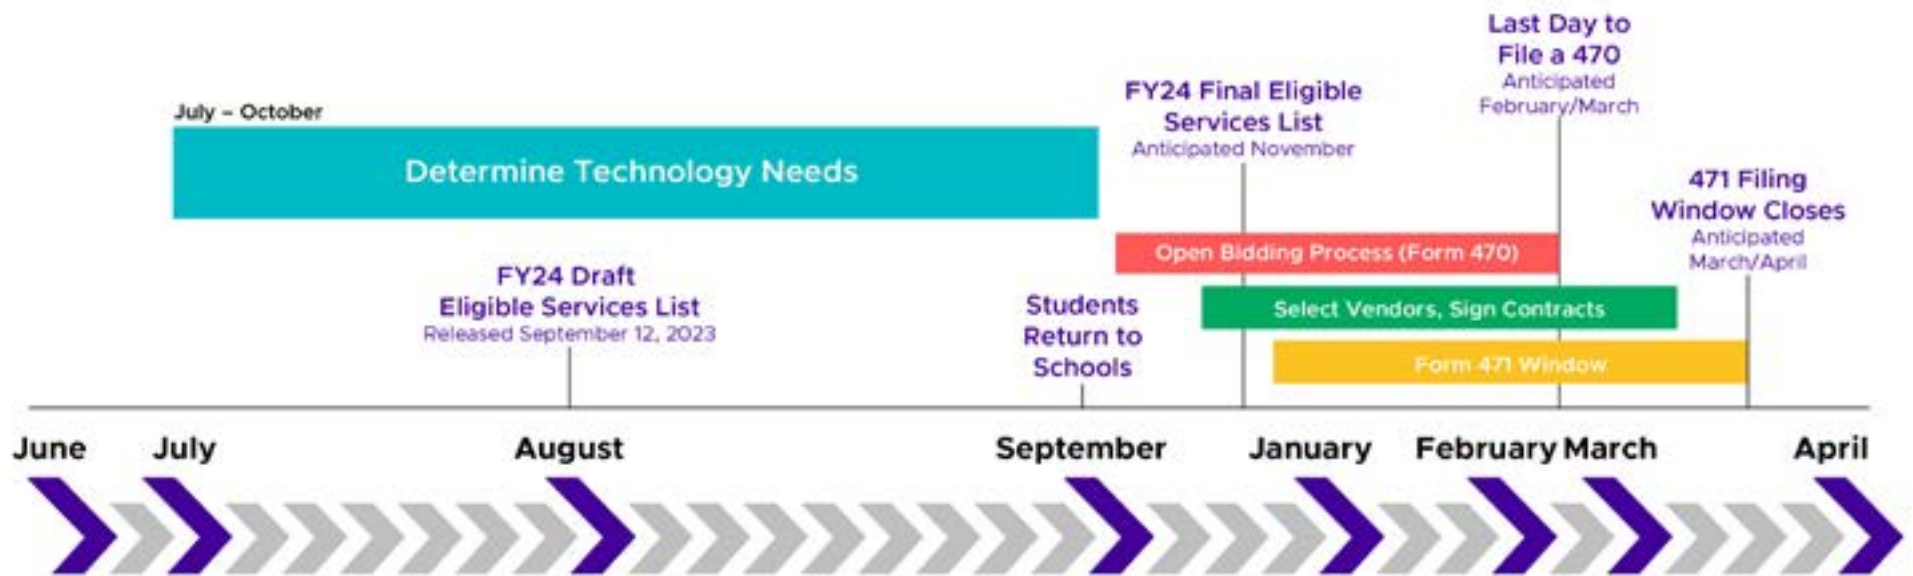 Last Day to
File a 470
Anticipated
February/March
FY24 Final Eligible
Services List
Anticipated November
July – October
Determine Technology Needs
471 Filing
Window Closes
Anticipated
March/April
Open Bidding Process (Form 470)
FY24 Draft
Eligible Services List
Released September 12, 2023
Students
Return to
Schools
Select Vendors, Sign Contracts
Form 471 Window
June July August September January February March April